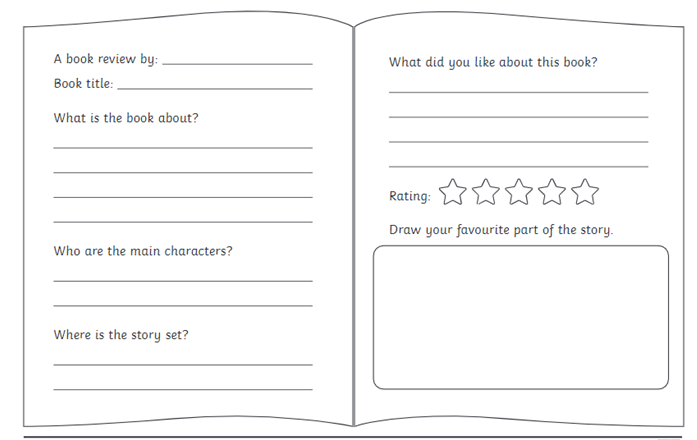 A book review by:
Book title:
What is the book about?
Who are the main characters?
Where is the story set?
What did you like about this book?
Rating:
Draw your favourite part of the story.